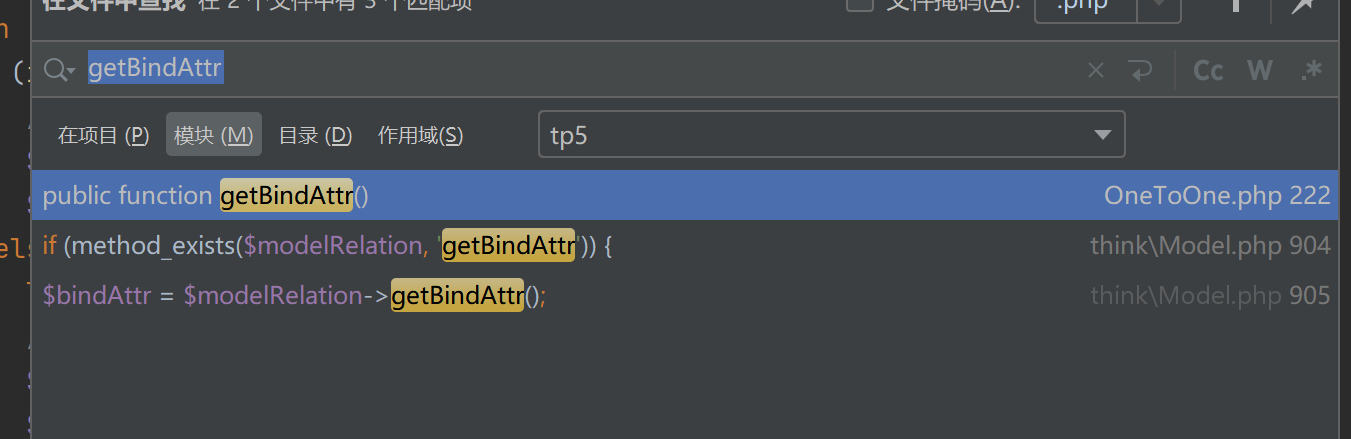 在文件中查找 在 2 个文件中有 3 个匹配项 文件掩码(A): .php
getBindAttr Cc W .*
在项目 (P) 模块 (M) 目录 (D) 作用域(S) tp5
public function getBindAttr() OneToOne.php 222
if (method_exists($modelRelation, 'getBindAttr')) { think\Model.php 904
$bindAttr = $modelRelation->getBindAttr(); think\Model.php 905